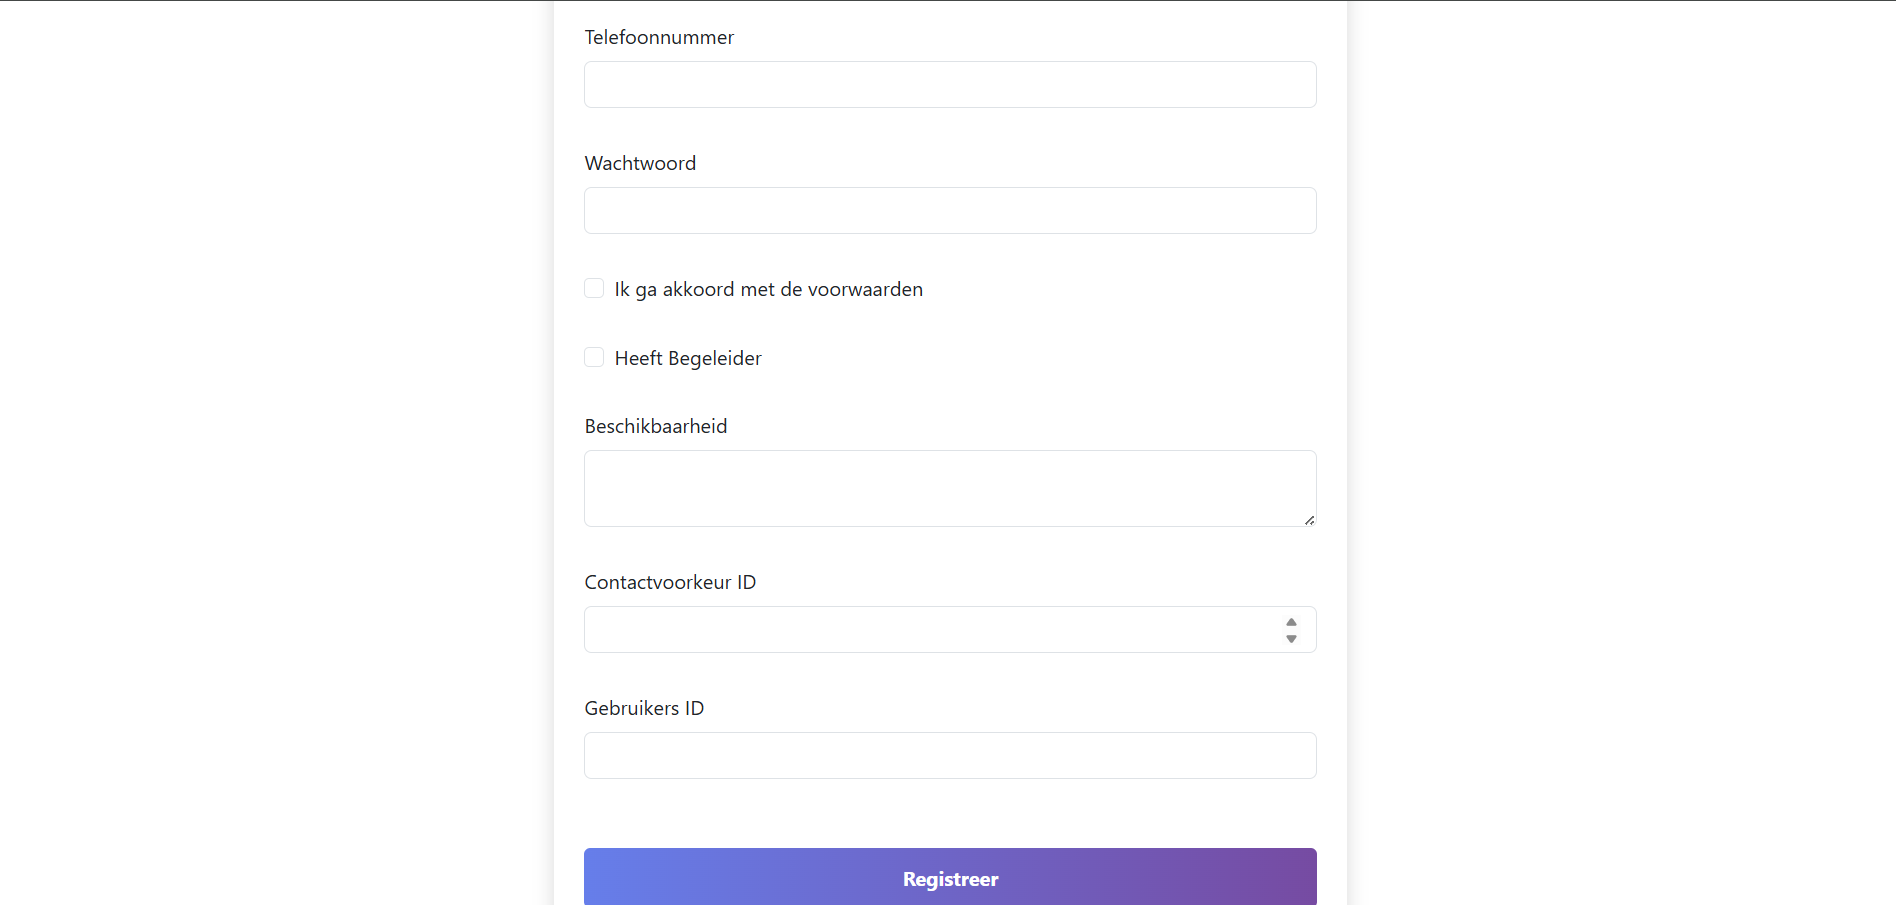 Telefoonnummer
Wachtwoord
Ik ga akkoord met de voorwaarden
Heeft Begeleider
Beschikbaarheid
Contactvoorkeur ID
Gebruikers ID
Registreer